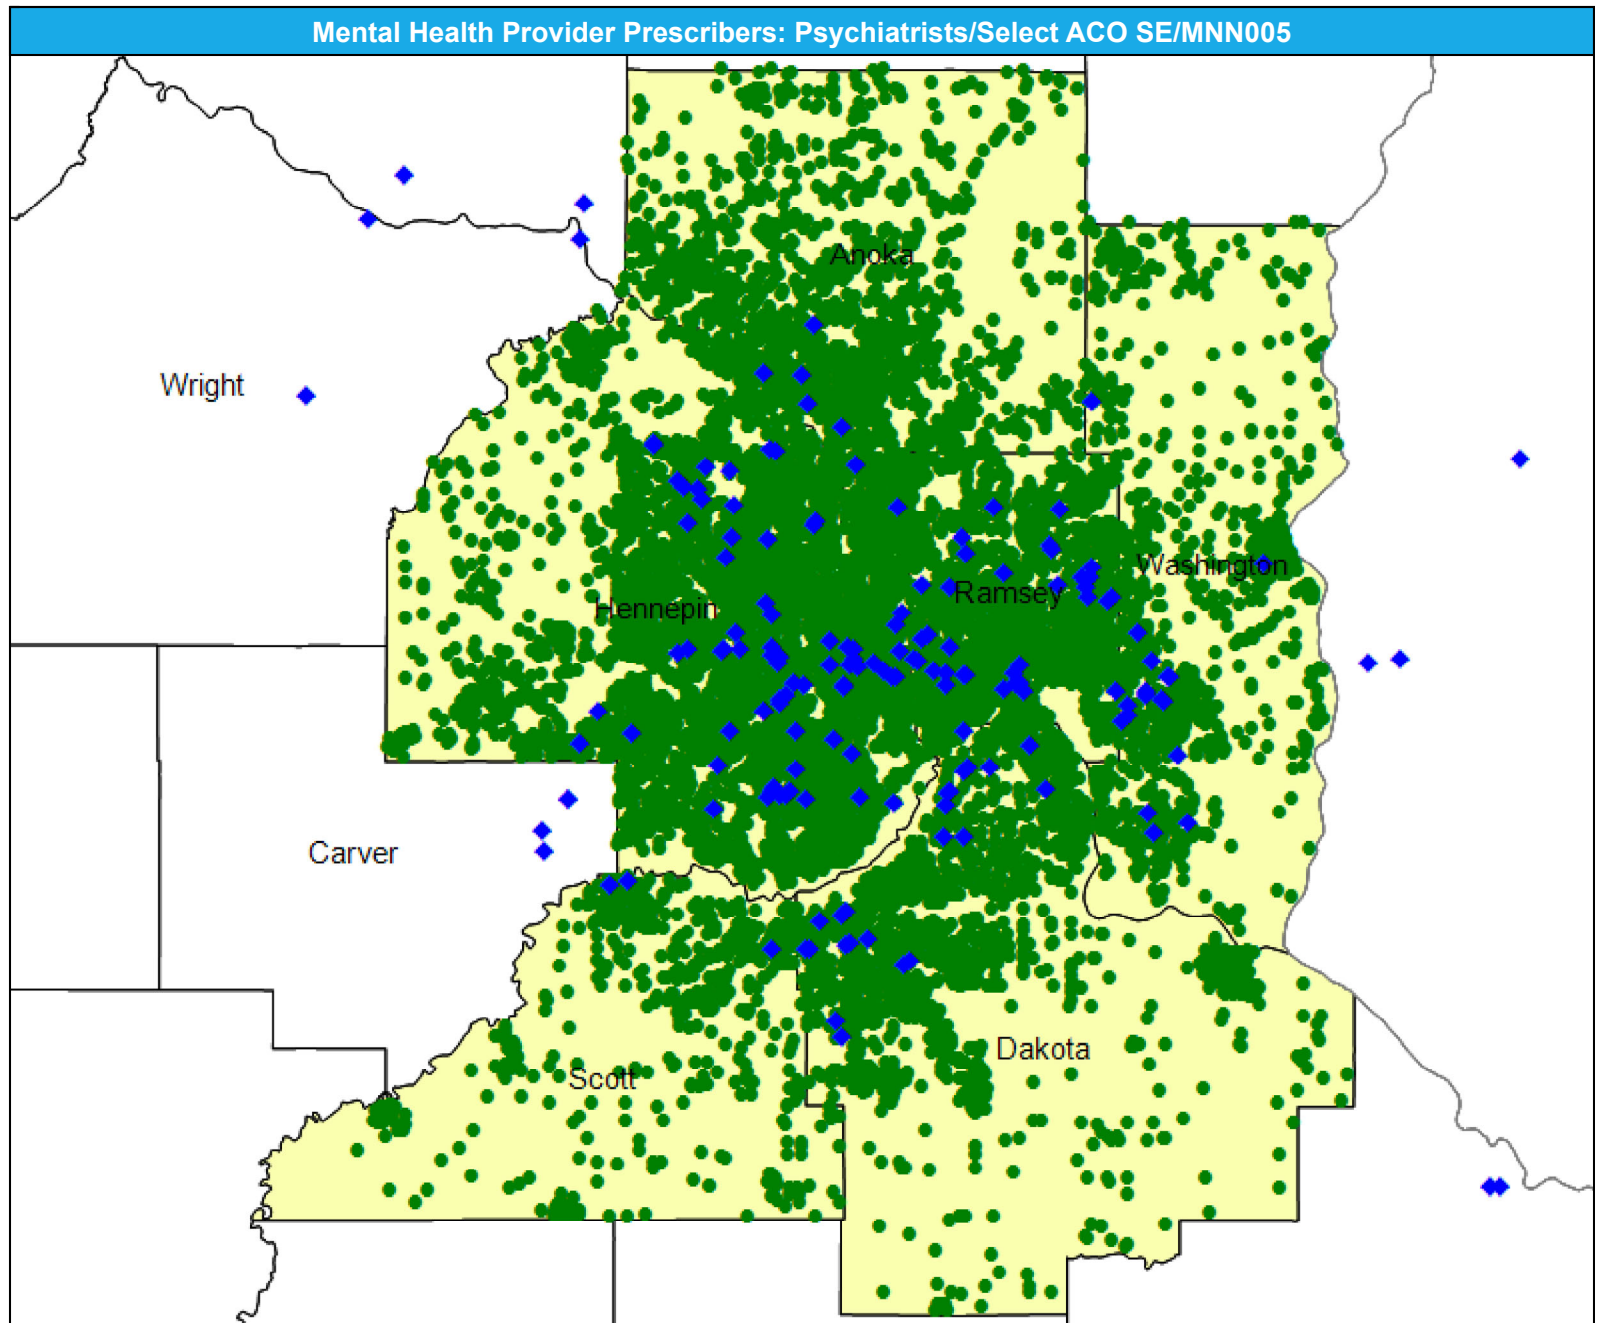 Mental Health Provider Prescribers: Psychiatrists/Select ACO SE/MNN005
Anoka
Wright
Washington
Ramsey
Hennepin
Carver
Dakota
Scott